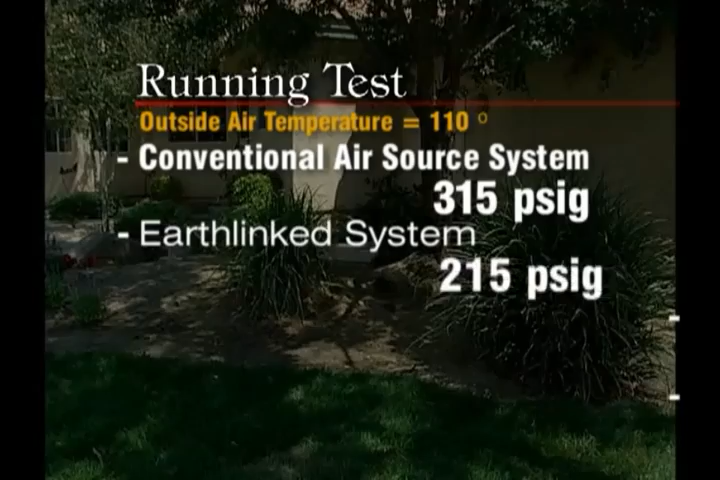 Running Test
Outside Air Temperature = 110 °
- Conventional Air Source System
315 psig
- Earthlinked System
215 psig
-
-